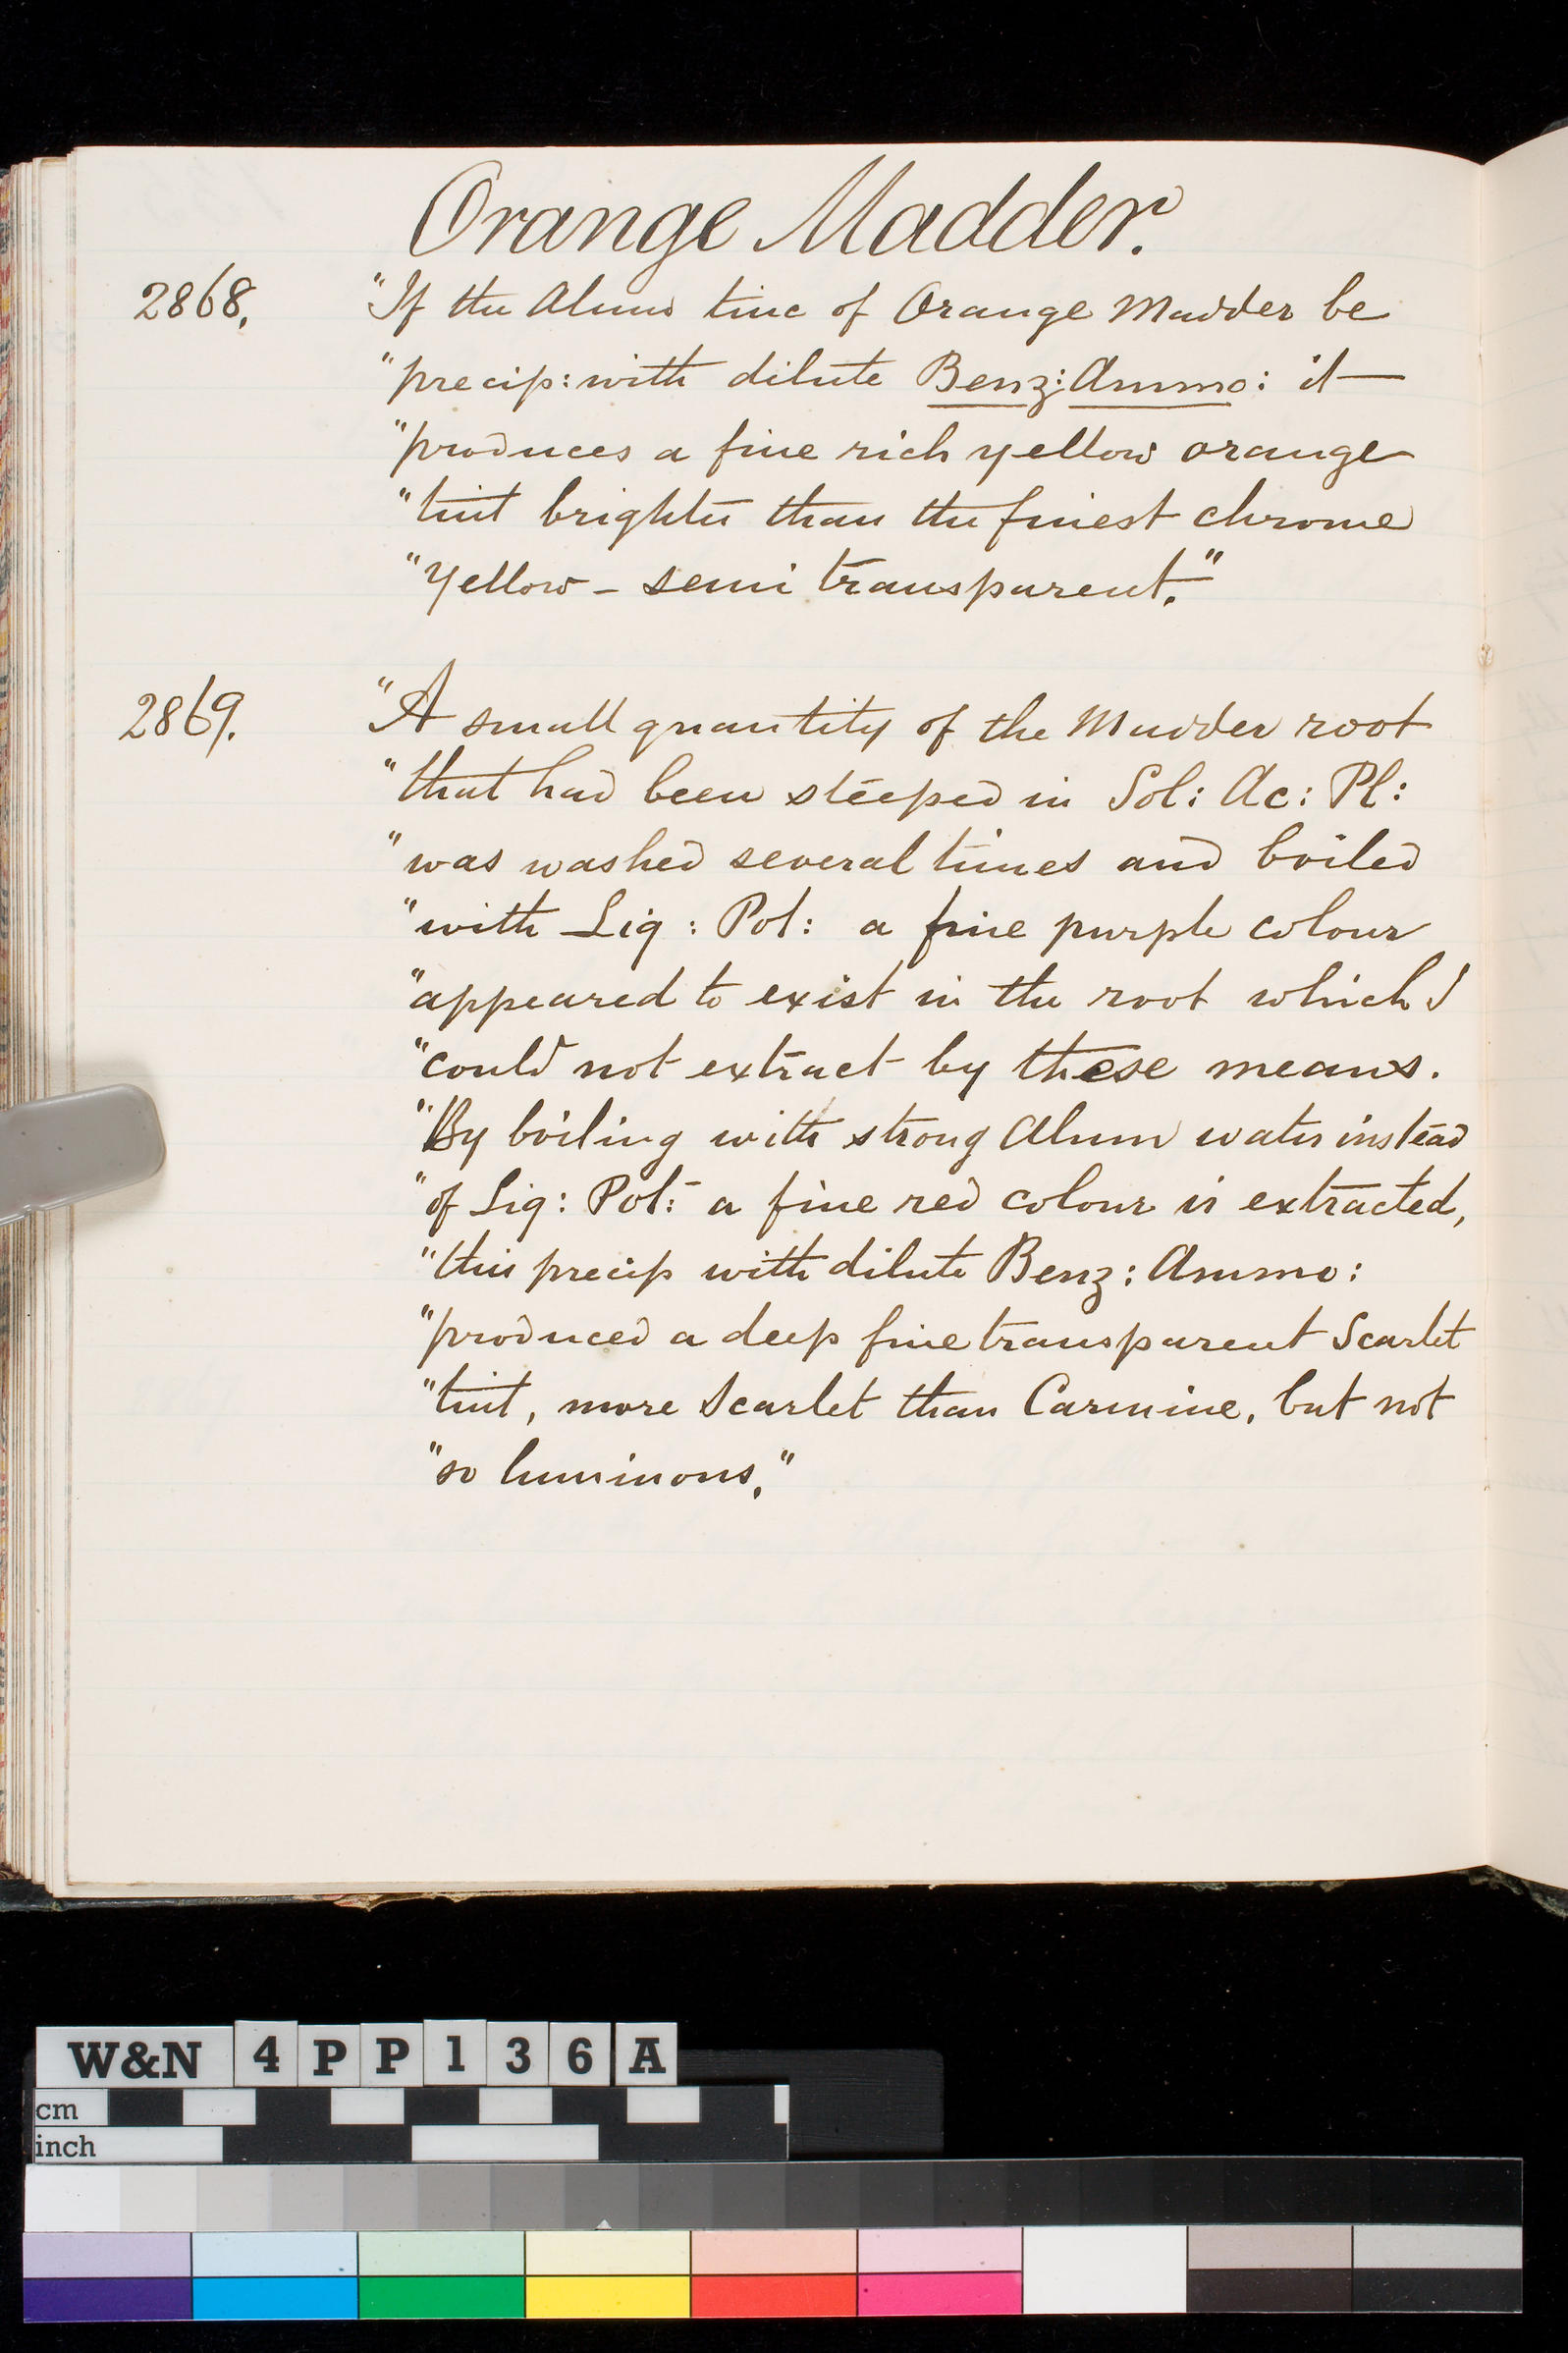 Orange Madder.
2868. "If the Alum tinc of Orange Madder be
"precip: with dilute Benz: Ammo: it
"produces a fine rich yellow orange
"tint brighter than the finest chrome
"Yellow - semi transparent."
2869. "A small quantity of the Madder root
"that had been steeped in Sol: Ac: Pl:
"was washed several times and boiled
"with Liq: Pot: a fine purple colour
"appeared to exist in the root which I
"could not extract by these means.
"By boiling with strong Alum water instead
"of Liq: Pot: a fine red colour is extracted,
"this precip with dilute Benz: Ammo:
"produced a deep fine transparent Scarlet
"tint, more Scarlet than Carmine, but not
"so luminous."
W&N 4PP136A
cm
inch